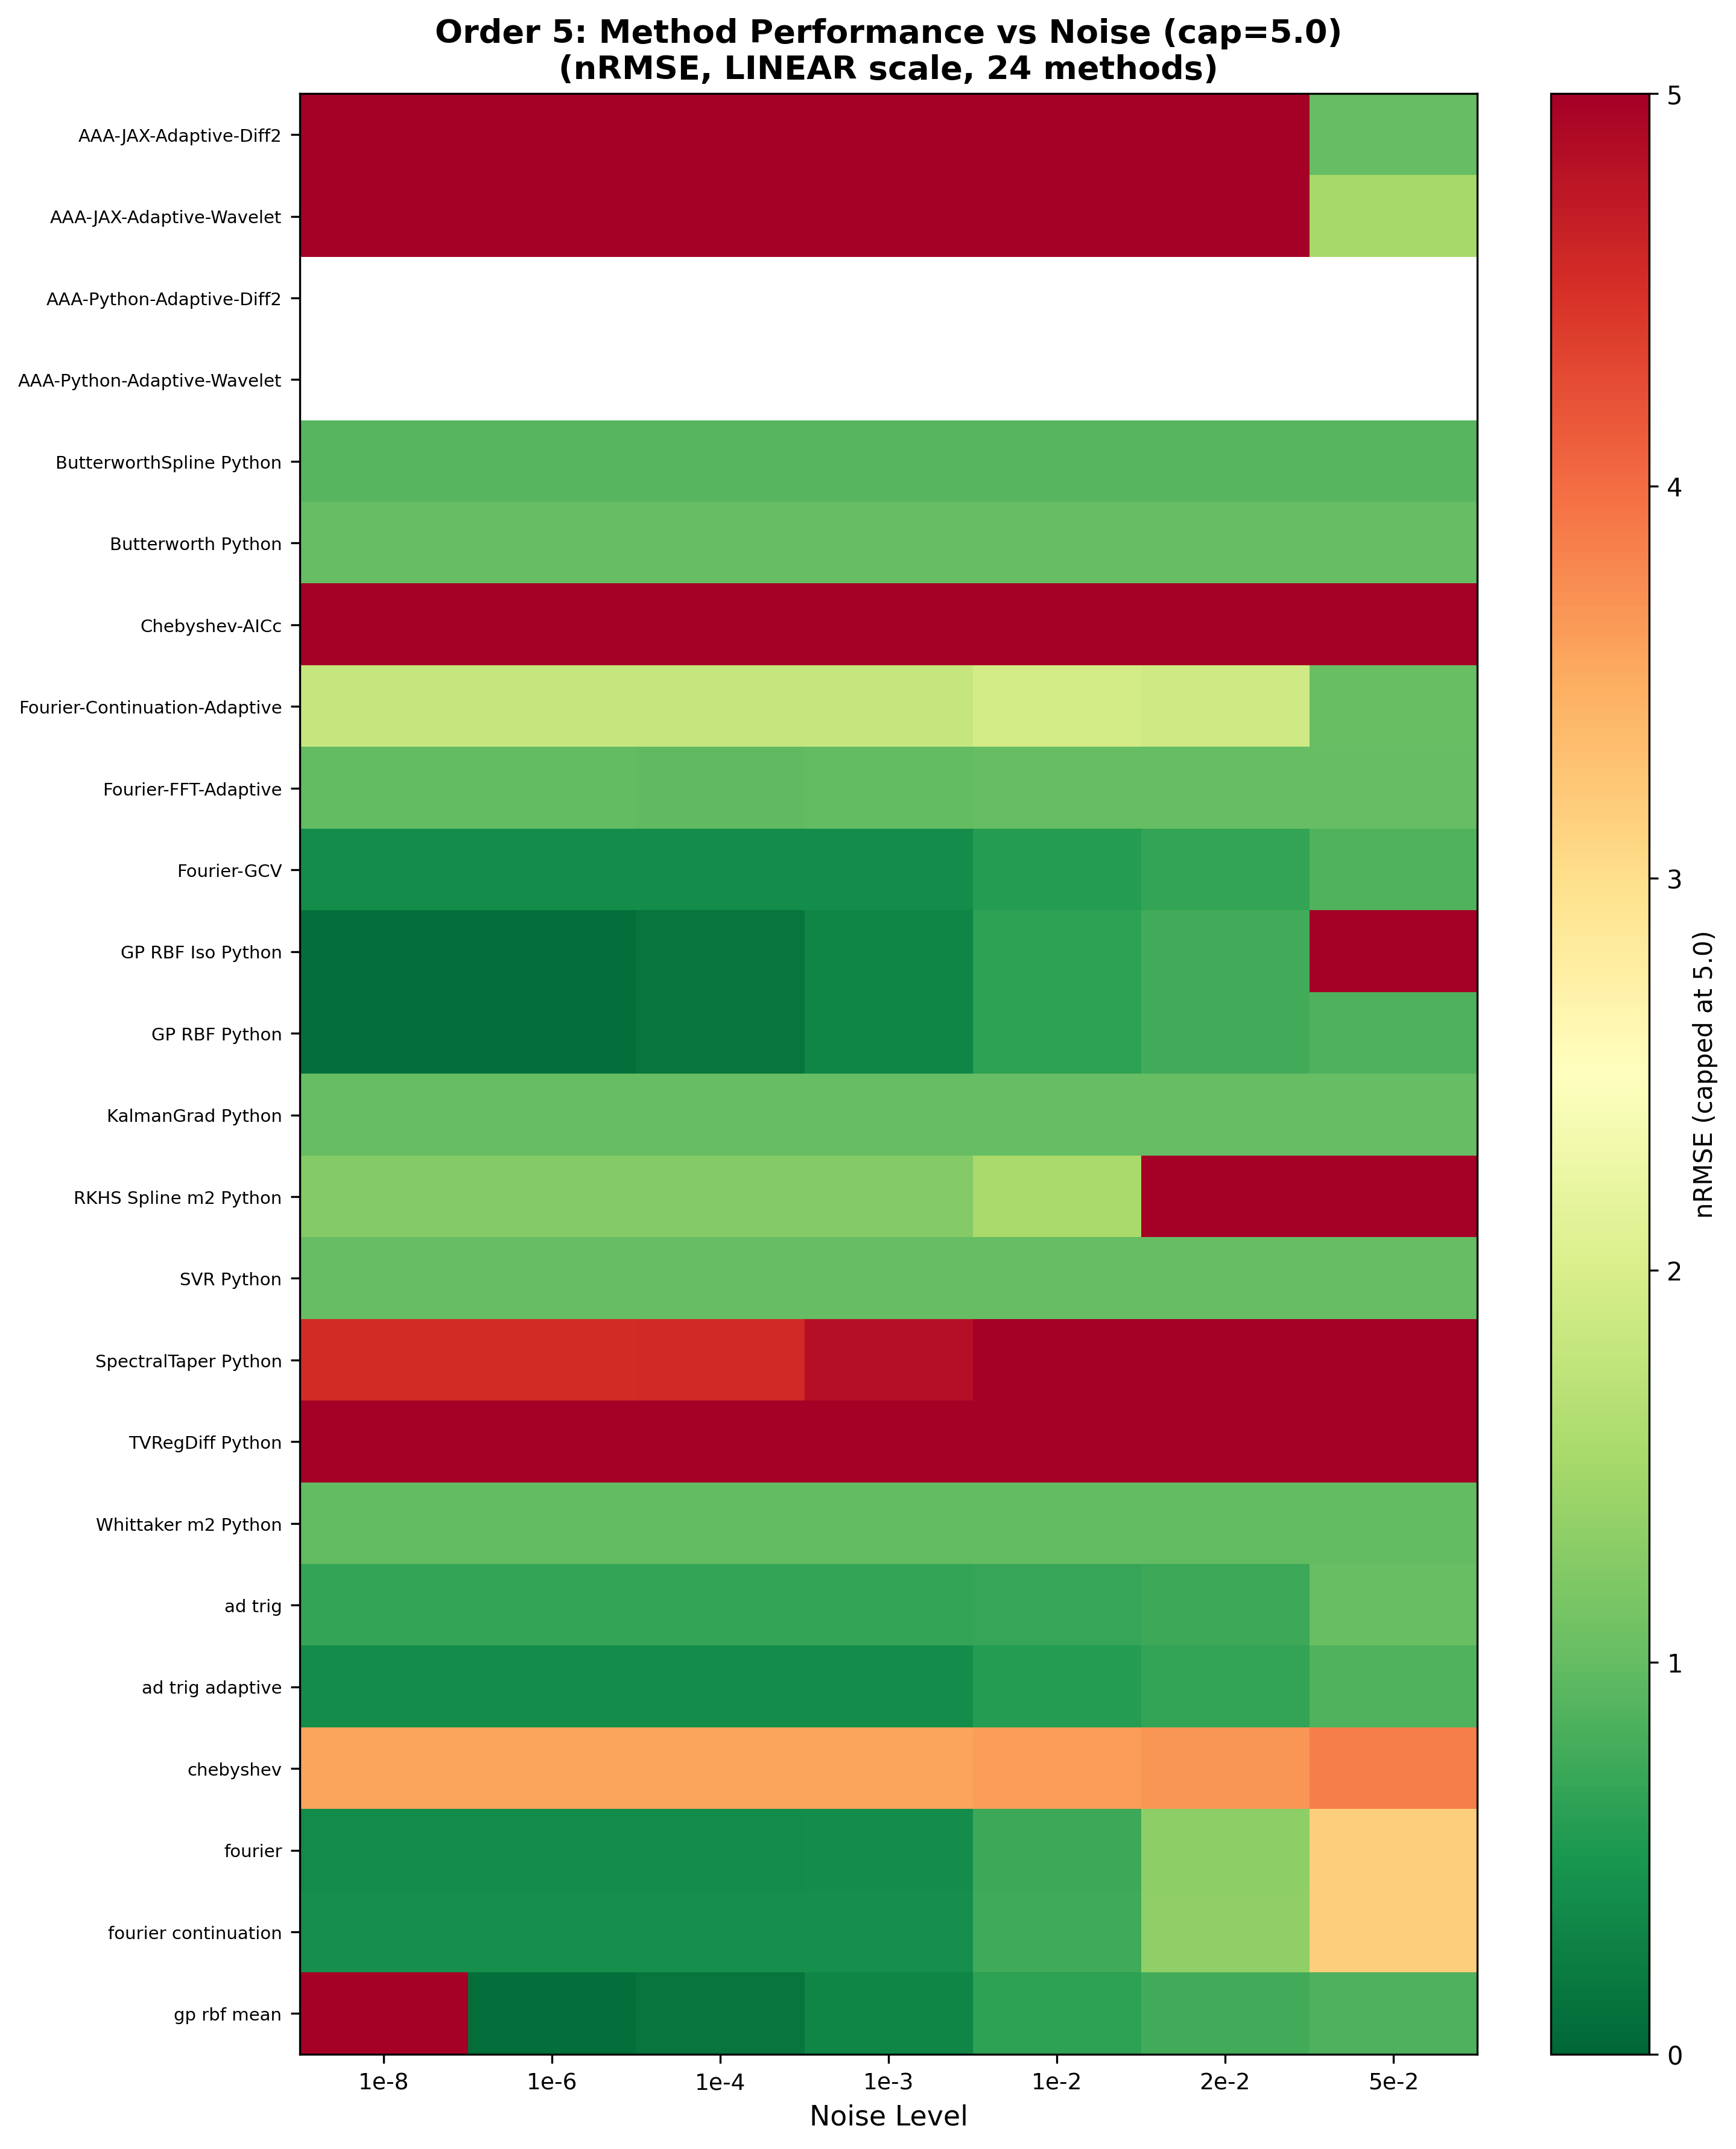 Order 5: Method Performance vs Noise (cap=5.0)
(nRMSE, LINEAR scale, 24 methods)
AAA-JAX-Adaptive-Diff2
AAA-JAX-Adaptive-Wavelet
AAA-Python-Adaptive-Diff2
AAA-Python-Adaptive-Wavelet
ButterworthSpline Python
Butterworth Python
Chebyshev-AICc
Fourier-Continuation-Adaptive
Fourier-FFT-Adaptive
Fourier-GCV
GP RBF Iso Python
GP RBF Python
KalmanGrad Python
RKHS Spline m2 Python
SVR Python
SpectralTaper Python
TVRegDiff Python
Whittaker m2 Python
ad trig
ad trig adaptive
chebyshev
fourier
fourier continuation
gp rbf mean
1e-8
1e-6
1e-4
1e-3
1e-2
2e-2
5e-2
Noise Level
5
4
3
2
1
0
nRMSE (capped at 5.0)